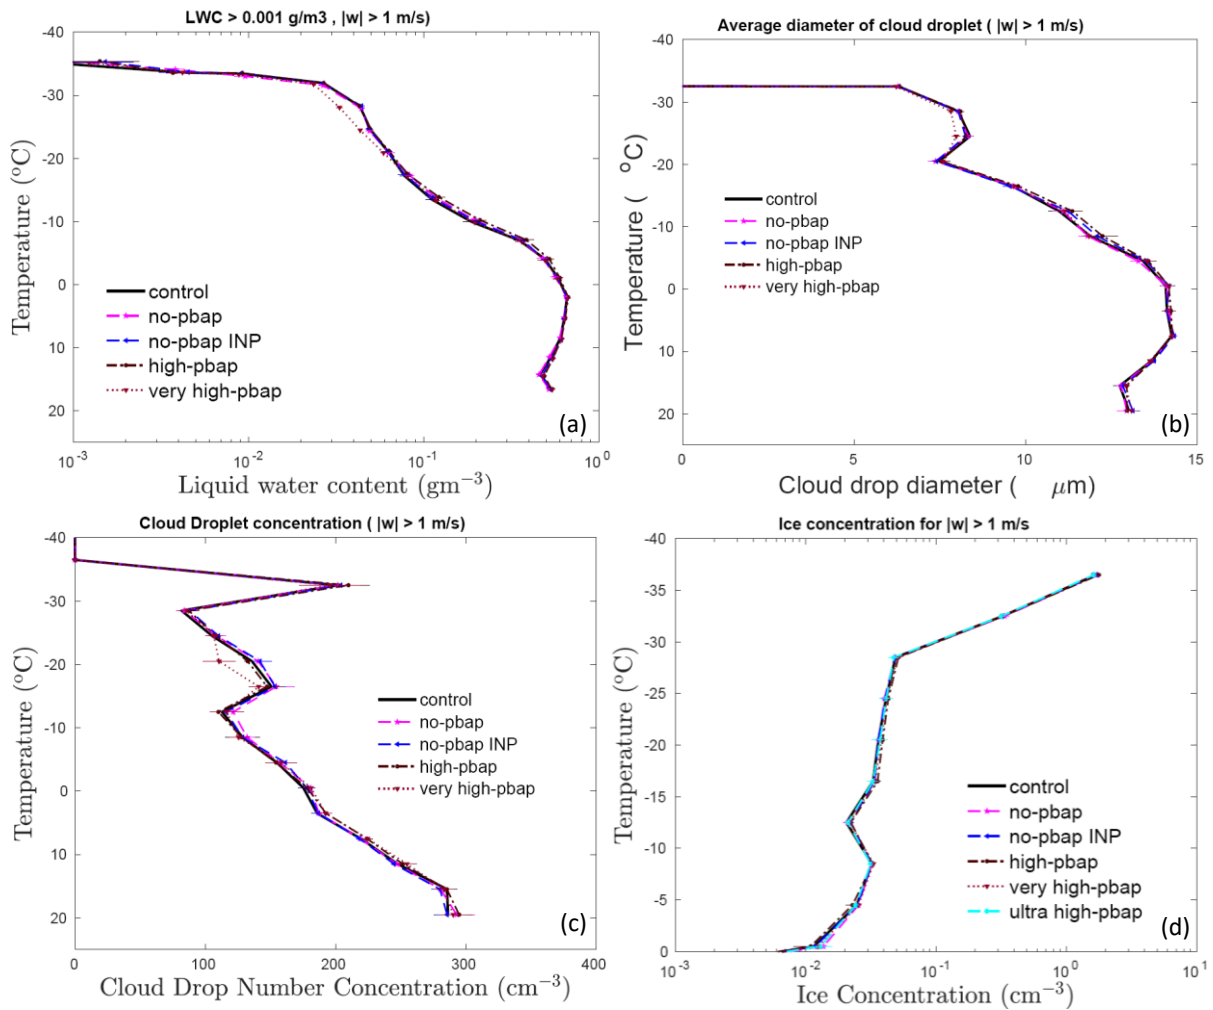 LWC > 0.001 g/m3 , |w| > 1 m/s)
-40
-30
-20
-10
0
10
20
Temperature (°C)
control
no-pbap
no-pbap INP
high-pbap
very high-pbap
(a)
10⁻³
10⁻²
10⁻¹
10⁰
Liquid water content (gm⁻³)
Average diameter of cloud droplet ( |w| > 1 m/s)
-40
-30
-20
-10
0
10
20
Temperature ( °C)
control
no-pbap
no-pbap INP
high-pbap
very high-pbap
(b)
0
5
10
15
Cloud drop diameter ( μm)
Cloud Droplet concentration ( |w| > 1 m/s)
-40
-30
-20
-10
0
10
20
Temperature (°C)
control
no-pbap
no-pbap INP
high-pbap
very high-pbap
(c)
0
100
200
300
400
Cloud Drop Number Concentration (cm⁻³)
Ice concentration for |w| > 1 m/s
-40
-35
-30
-25
-20
-15
-10
-5
0
Temperature (°C)
control
no-pbap
no-pbap INP
high-pbap
very high-pbap
ultra high-pbap
(d)
10⁻³
10⁻²
10⁻¹
10⁰
10¹
Ice Concentration (cm⁻³)